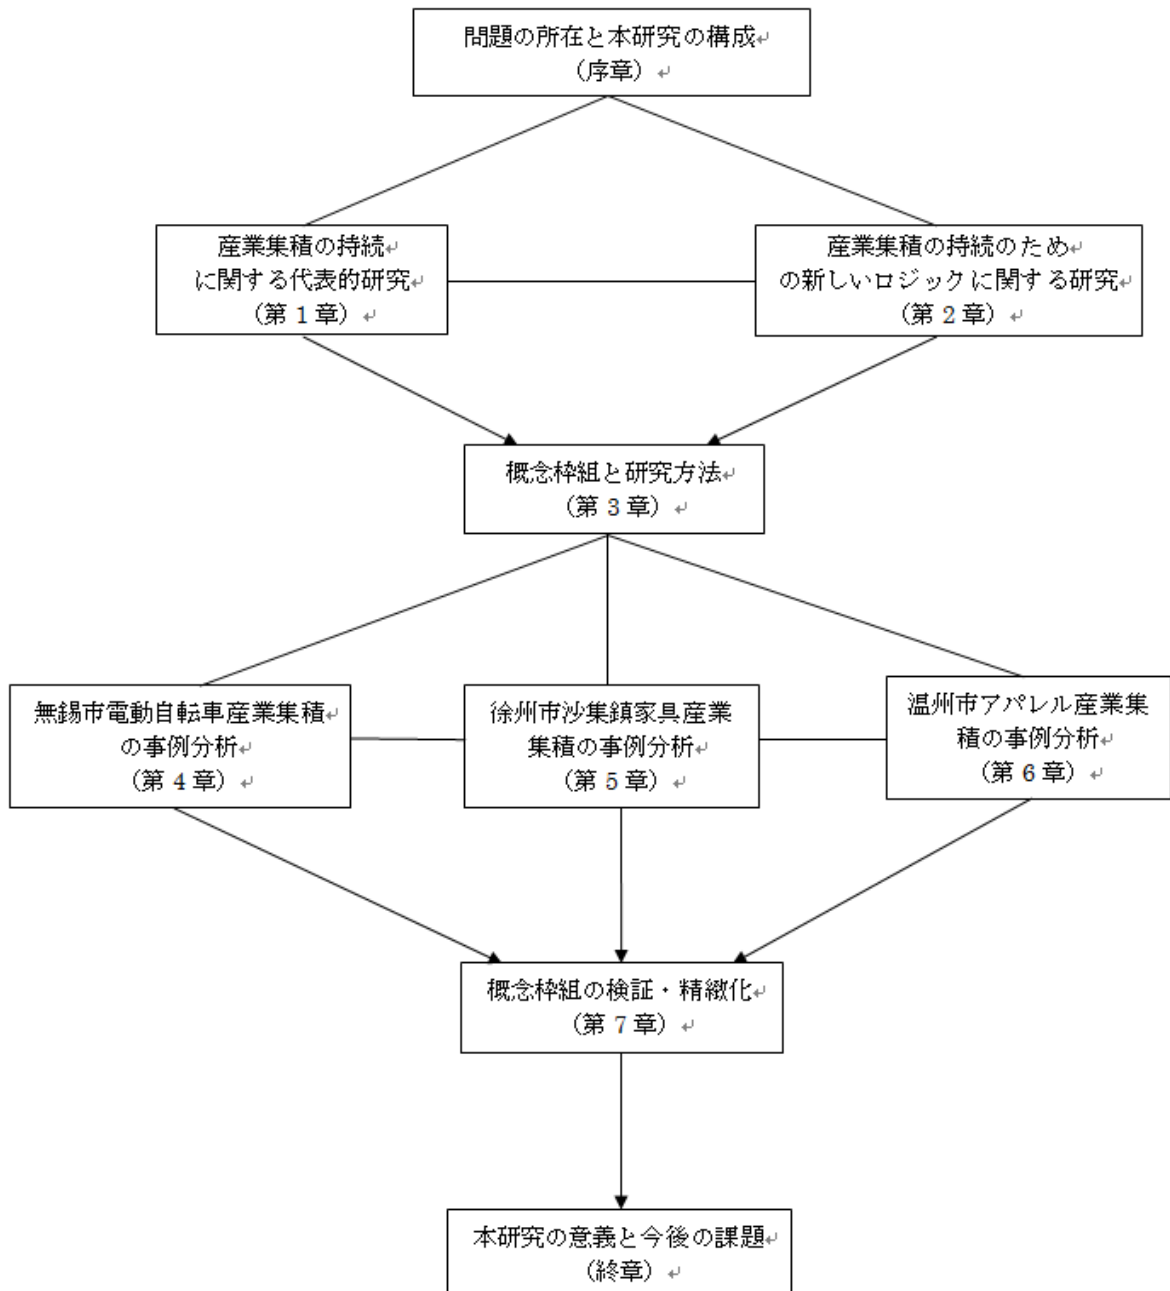 問題の所在と本研究の構成↵
（序章）↵
産業集積の持続↵
に関する代表的研究↵
（第 1 章）↵
産業集積の持続のため↵
の新しいロジックに関する研究↵
（第 2 章）↵
概念枠組と研究方法↵
（第 3 章）↵
無錫市電動自転車産業集積↵
の事例分析↵
（第 4 章）↵
徐州市沙集鎮家具産業
集積の事例分析↵
（第 5 章）↵
温州市アパレル産業集
積の事例分析↵
（第 6 章）↵
概念枠組の検証・精緻化↵
（第 7 章）↵
本研究の意義と今後の課題↵
（終章）↵